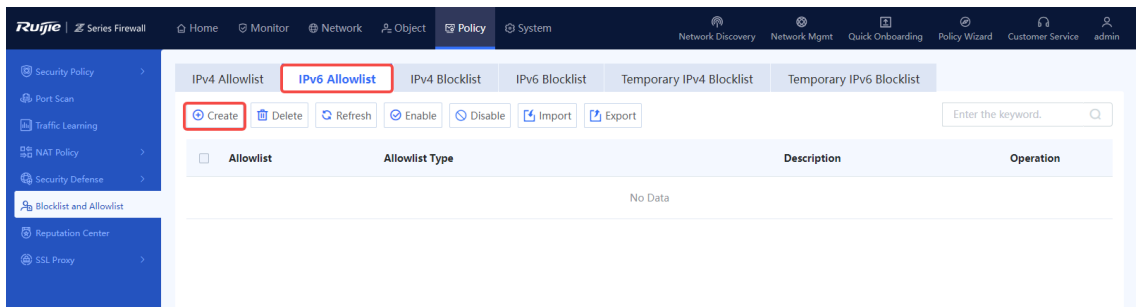 Ruijie | Z Series Firewall
Home
Monitor
Network
Object
Policy
System
Network Discovery
Network Mgmt
Quick Onboarding
Policy Wizard
Customer Service
admin
Security Policy
Port Scan
Traffic Learning
NAT Policy
Security Defense
Blocklist and Allowlist
Reputation Center
SSL Proxy
IPv4 Allowlist
IPv6 Allowlist
IPv4 Blocklist
IPv6 Blocklist
Temporary IPv4 Blocklist
Temporary IPv6 Blocklist
Create
Delete
Refresh
Enable
Disable
Import
Export
Enter the keyword.
Allowlist
Allowlist Type
Description
Operation
No Data